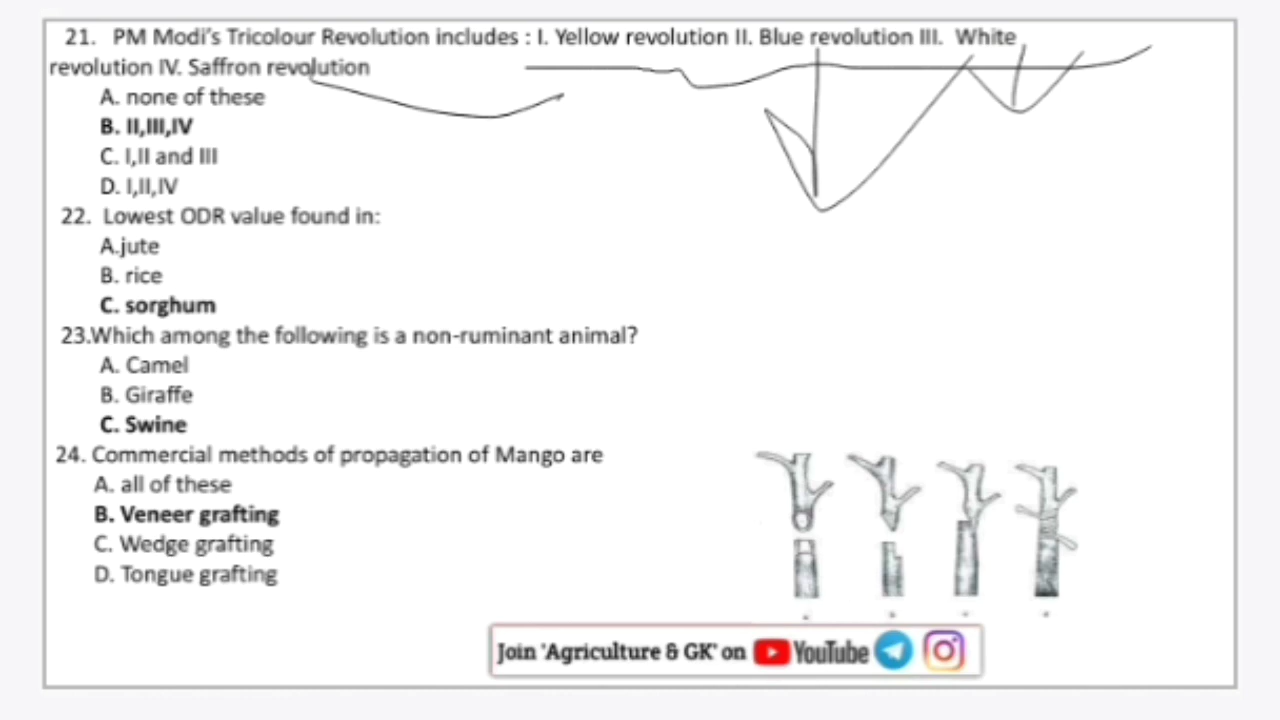 21. PM Modi's Tricolour Revolution includes : I. Yellow revolution II. Blue revolution III. White
revolution IV. Saffron revolution
A. none of these
B. II,III,IV
C. I,II and III
D. I,II,IV
22. Lowest ODR value found in:
A.jute
B. rice
C. sorghum
23.Which among the following is a non-ruminant animal?
A. Camel
B. Giraffe
C. Swine
24. Commercial methods of propagation of Mango are
A. all of these
B. Veneer grafting
C. Wedge grafting
D. Tongue grafting
Join 'Agriculture & GK' on YouTube